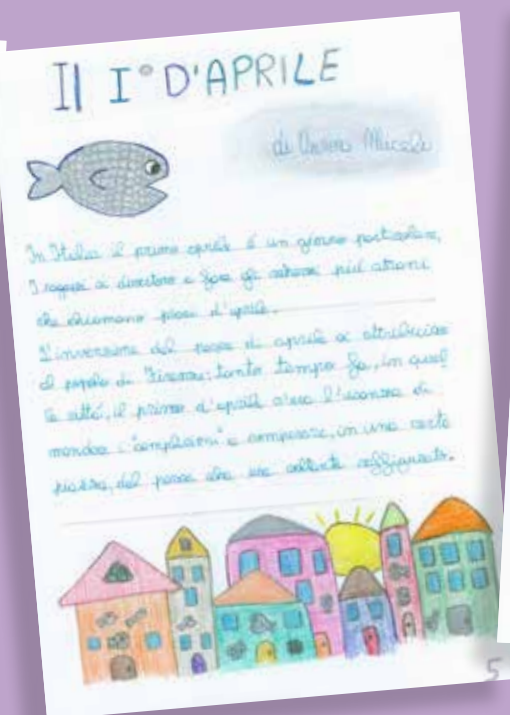 Il I° D'APRILE
di
In Italia il primo aprile è un giorno particolare,
I ragazzi si divertono a fare gli scherzi più strani
che chiamano pesci d'aprile.
L'invenzione del pesce di aprile si attribuisce
al popolo di Firenze: tanto tempo fa, in quel
la città, il primo d'aprile c'era l'usanza di
mandare i "semplicioni" a comperare, in una certa
piazza, del pesce che era soltanto raffigurato.
5